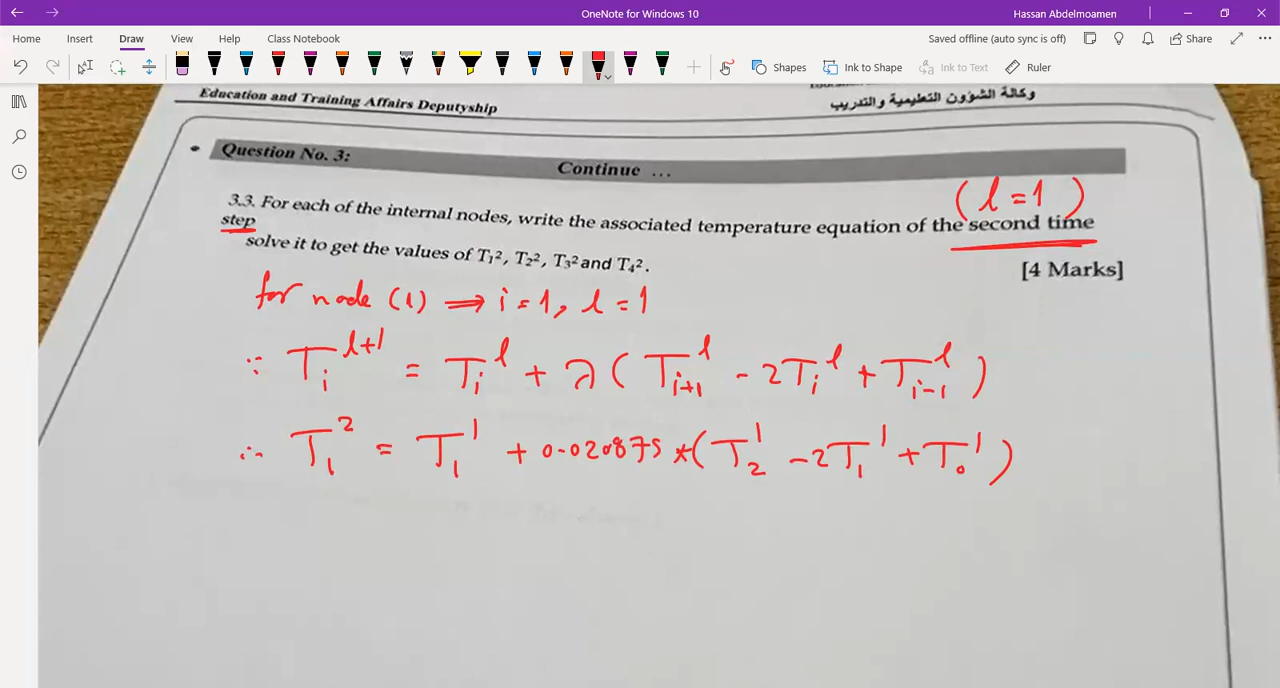 OneNote for Windows 10
Hassan Abdelmoamen
Home Insert Draw View Help Class Notebook
Saved offline (auto sync is off) Share
Shapes Ink to Shape Ink to Text Ruler
Education and Training Affairs Deputyship
وكالة الشؤون التعليمية والتدريب
Question No. 3:
Continue ...
(l = 1)
3.3. For each of the internal nodes, write the associated temperature equation of the second time
step
solve it to get the values of T₁², T₂², T₃² and T₄².
[4 Marks]
for node (1) ⟹ i = 1, l = 1
∵ Tᵢˡ⁺¹ = Tᵢˡ + λ ( Tᵢ₊₁ˡ - 2Tᵢˡ + Tᵢ₋₁ˡ )
∴ T₁² = T₁¹ + 0.020875 * ( T₂¹ - 2T₁¹ + T₀¹ )